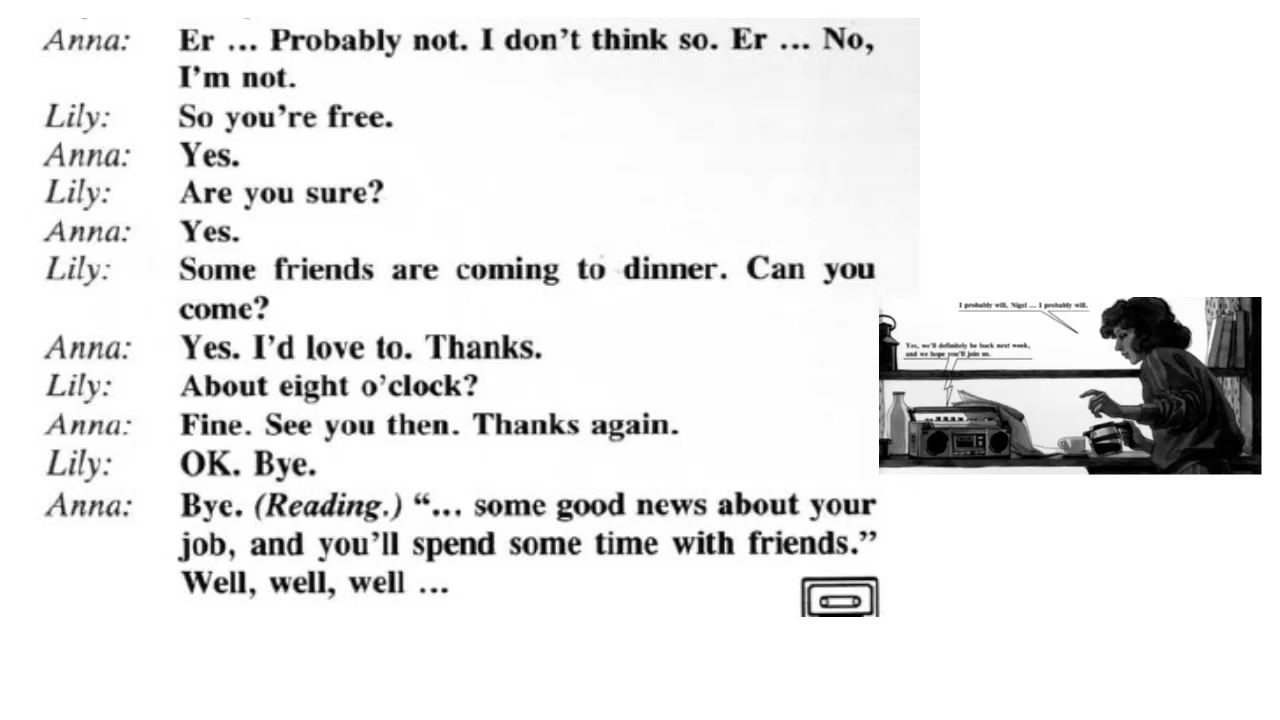 Anna: Er ... Probably not. I don't think so. Er ... No,
I'm not.
Lily: So you're free.
Anna: Yes.
Lily: Are you sure?
Anna: Yes.
Lily: Some friends are coming to dinner. Can you
come?
Anna: Yes. I'd love to. Thanks.
Lily: About eight o'clock?
Anna: Fine. See you then. Thanks again.
Lily: OK. Bye.
Anna: Bye. (Reading.) “... some good news about your
job, and you'll spend some time with friends.”
Well, well, well ...
I probably will, Nigel ... I probably will.
Yes, we'll definitely be back next week,
and we hope you'll join us.